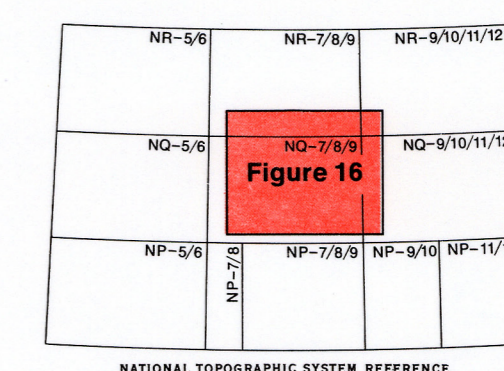 NR-5/6 NR-7/8/9 NR-9/10/11/12
NQ-5/6 NQ-7/8/9 NQ-9/10/11/12
Figure 16
NP-5/6 NP-7/8 NP-7/8/9 NP-9/10 NP-11/
NATIONAL TOPOGRAPHIC SYSTEM REFERENCE